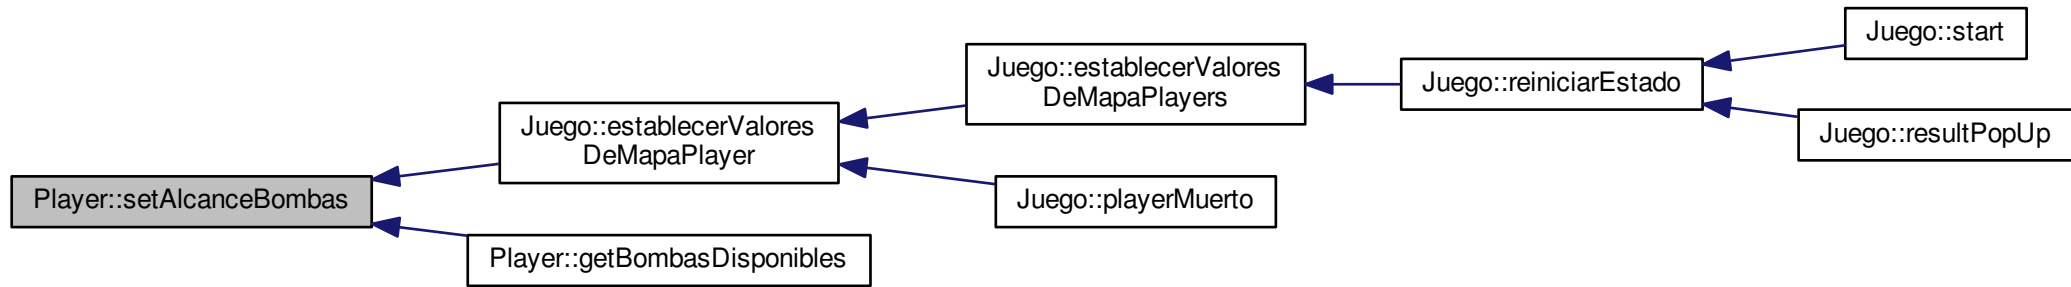 Player::setAlcanceBombas
Juego::establecerValores
DeMapaPlayer
Player::getBombasDisponibles
Juego::establecerValores
DeMapaPlayers
Juego::playerMuerto
Juego::reiniciarEstado
Juego::start
Juego::resultPopUp